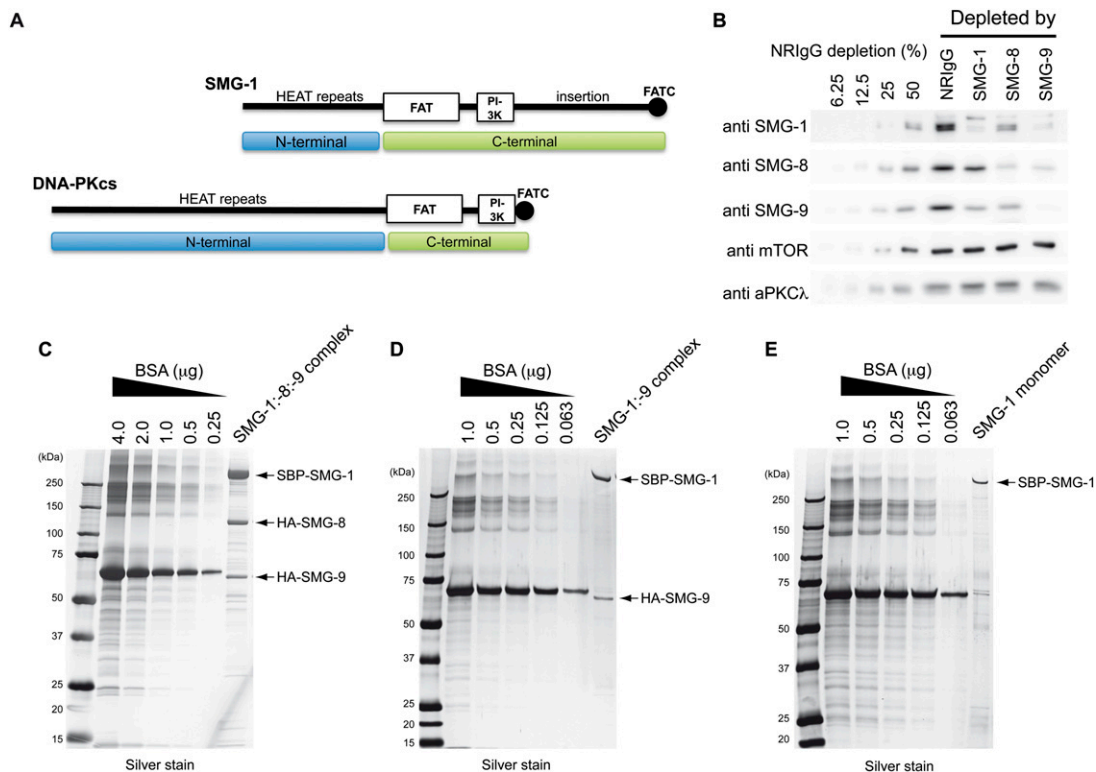 A
SMG-1
HEAT repeats
FAT
PI-
3K
insertion
FATC
N-terminal
C-terminal
DNA-PKcs
HEAT repeats
FAT
PI-
3K
FATC
N-terminal
C-terminal
B
Depleted by
NRIgG depletion (%)
6.25
12.5
25
50
NRIgG
SMG-1
SMG-8
SMG-9
anti SMG-1
anti SMG-8
anti SMG-9
anti mTOR
anti aPKCλ
C
BSA (μg)
4.0
2.0
1.0
0.5
0.25
SMG-1:-8:-9 complex
(kDa)
250
150
100
75
50
37
25
20
15
SBP-SMG-1
HA-SMG-8
HA-SMG-9
Silver stain
D
BSA (μg)
1.0
0.5
0.25
0.125
0.063
SMG-1:-9 complex
(kDa)
250
150
100
75
50
37
25
20
15
SBP-SMG-1
HA-SMG-9
Silver stain
E
BSA (μg)
1.0
0.5
0.25
0.125
0.063
SMG-1 monomer
(kDa)
250
150
100
75
50
37
25
20
SBP-SMG-1
Silver stain